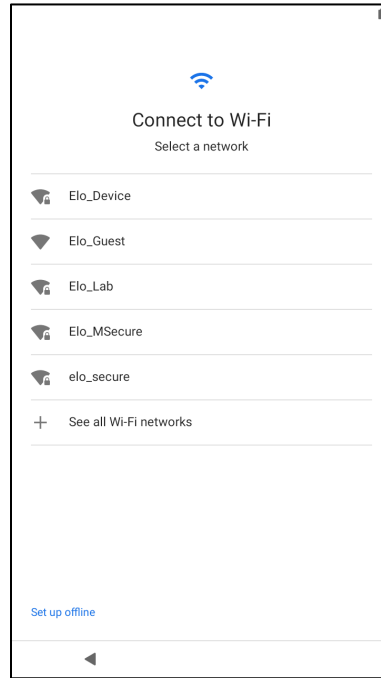 Connect to Wi-Fi
Select a network
Elo_Device
Elo_Guest
Elo_Lab
Elo_MSecure
elo_secure
See all Wi-Fi networks
Set up offline